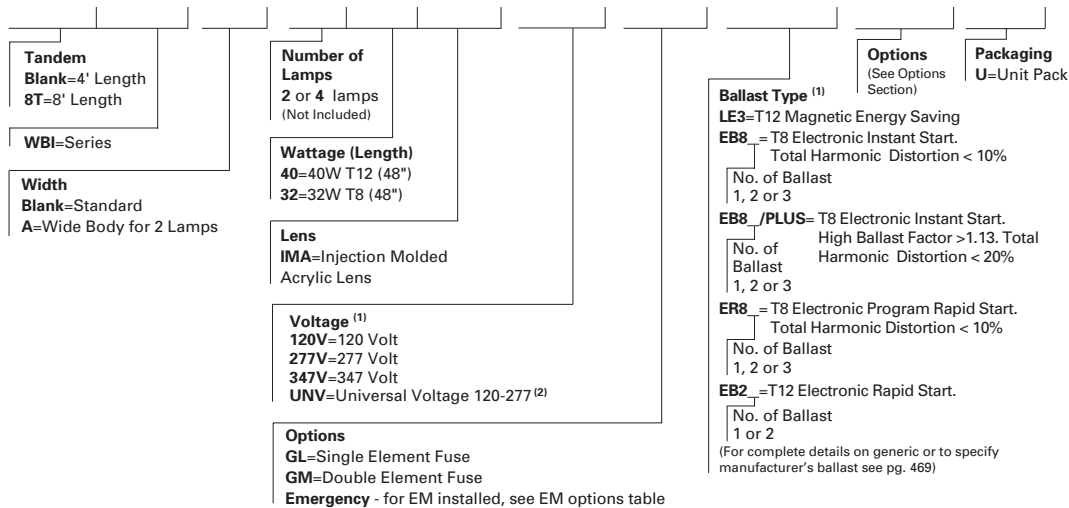 Tandem
Blank=4' Length
8T=8' Length
WBI=Series
Width
Blank=Standard
A=Wide Body for 2 Lamps
Number of
Lamps
2 or 4 lamps
(Not Included)
Wattage (Length)
40=40W T12 (48")
32=32W T8 (48")
Lens
IMA=Injection Molded
Acrylic Lens
Voltage (1)
120V=120 Volt
277V=277 Volt
347V=347 Volt
UNV=Universal Voltage 120-277 (2)
Options
GL=Single Element Fuse
GM=Double Element Fuse
Emergency - for EM installed, see EM options table
Ballast Type (1)
LE3=T12 Magnetic Energy Saving
EB8_=T8 Electronic Instant Start.
Total Harmonic Distortion < 10%
No. of Ballast
1, 2 or 3
EB8_/PLUS= T8 Electronic Instant Start.
High Ballast Factor >1.13. Total
Harmonic Distortion < 20%
No. of
Ballast
1, 2 or 3
ER8_=T8 Electronic Program Rapid Start.
Total Harmonic Distortion < 10%
No. of Ballast
1, 2 or 3
EB2_=T12 Electronic Rapid Start.
No. of Ballast
1 or 2
(For complete details on generic or to specify
manufacturer's ballast see pg. 469)
Options
(See Options
Section)
Packaging
U=Unit Pack